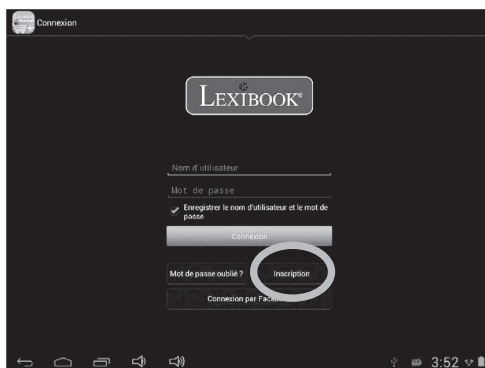 Connexion
LEXIBOOK®
Nom d'utilisateur
Mot de passe
Enregistrer le nom d'utilisateur et le mot de
passe
Connexion
Mot de passe oublié ? Inscription
Connexion par
3:52